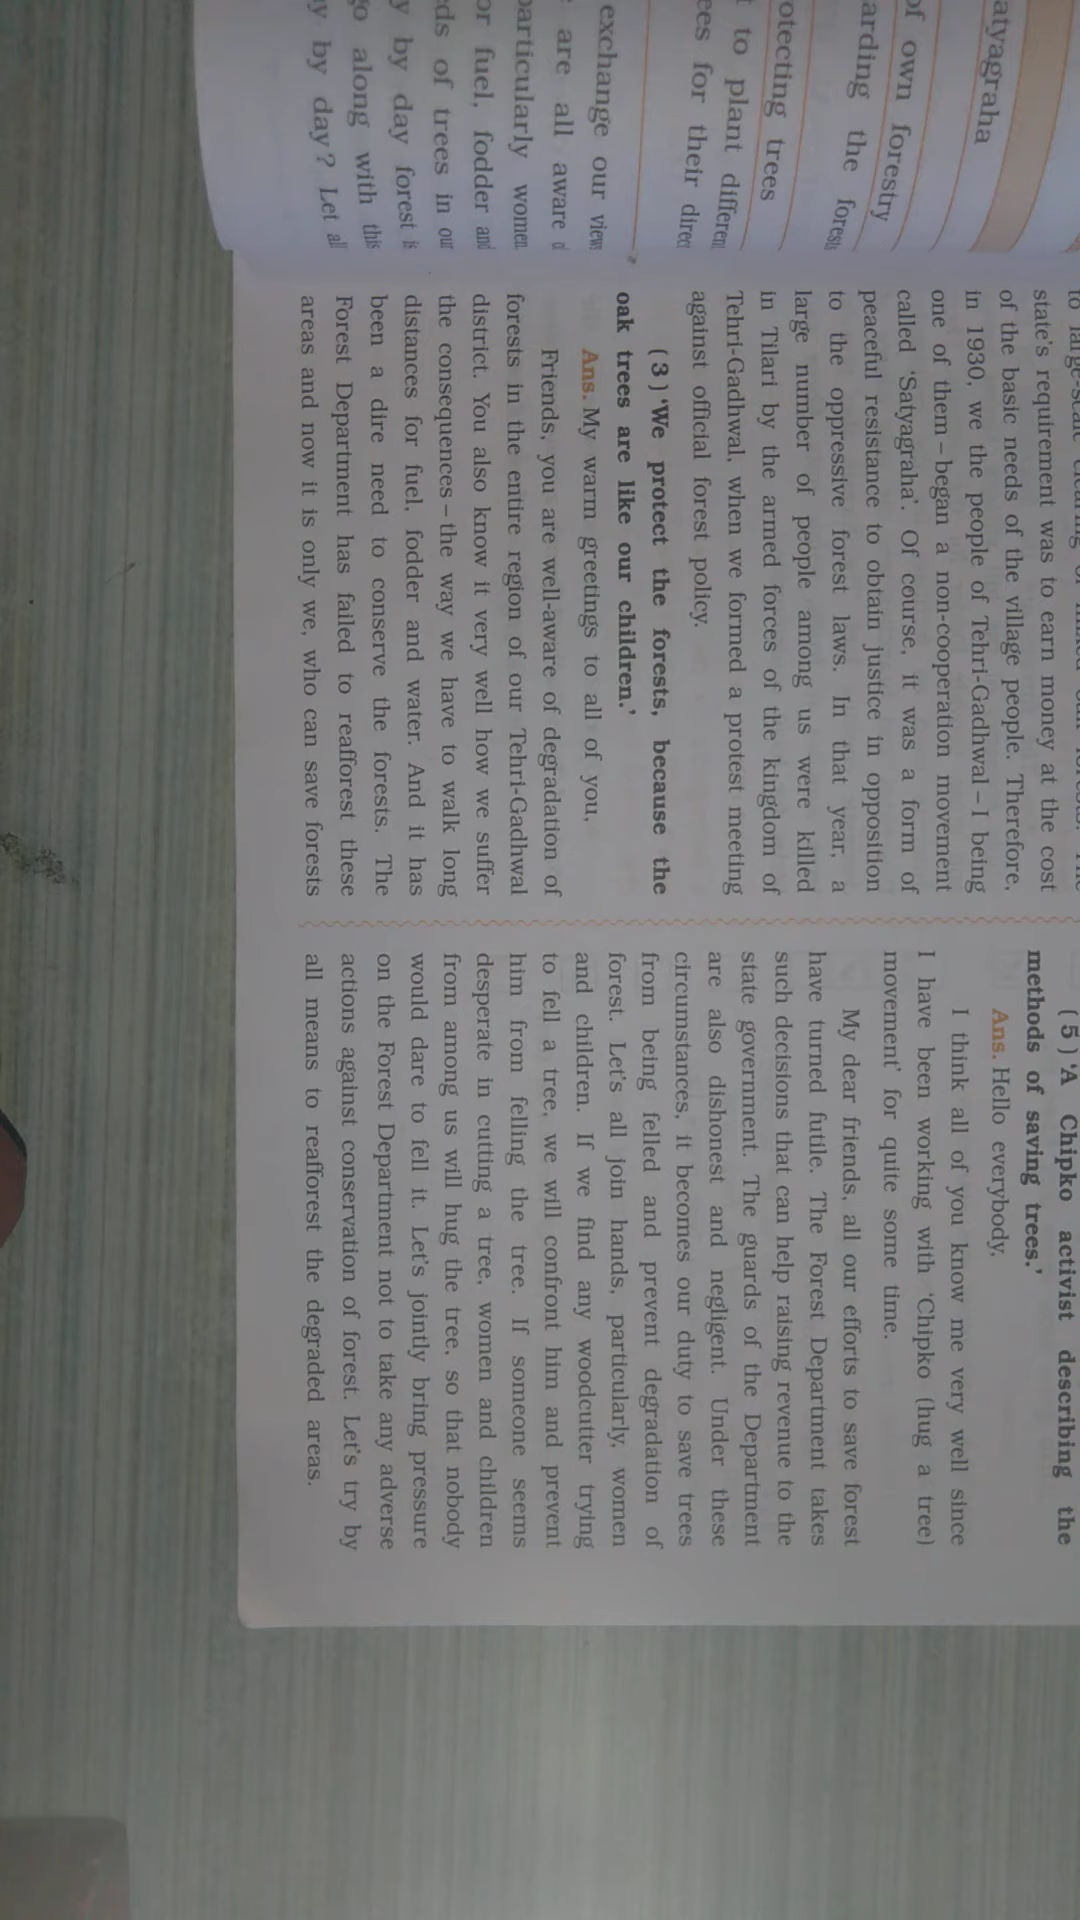 atyagraha
of own forestry
arding the forests
otecting trees
to plant different
ees for their direct
exchange our views
are all aware
particularly women
or fuel, fodder and
ds of trees in our
y by day forest is
go along with this
ay by day? Let all
state's requirement was to earn money at the cost
of the basic needs of the village people. Therefore,
in 1930, we the people of Tehri-Gadhwal – I being
one of them – began a non-cooperation movement
called 'Satyagraha'. Of course, it was a form of
peaceful resistance to obtain justice in opposition
to the oppressive forest laws. In that year, a
large number of people among us were killed
in Tilari by the armed forces of the kingdom of
Tehri-Gadhwal, when we formed a protest meeting
against official forest policy.
(3) 'We protect the forests, because the
oak trees are like our children.'
Ans. My warm greetings to all of you,
Friends, you are well-aware of degradation of
forests in the entire region of our Tehri-Gadhwal
district. You also know it very well how we suffer
the consequences – the way we have to walk long
distances for fuel, fodder and water. And it has
been a dire need to conserve the forests. The
Forest Department has failed to reafforest these
areas and now it is only we, who can save forests
(5) 'A Chipko activist describing the
methods of saving trees.'
Ans. Hello everybody,
I think all of you know me very well since
I have been working with 'Chipko (hug a tree)
movement' for quite some time.
My dear friends, all our efforts to save forest
have turned futile. The Forest Department takes
such decisions, that can help raising revenue to the
state government. The guards of the Department
are also dishonest and negligent. Under these
circumstances, it becomes our duty to save trees
from being felled and prevent degradation of
forest. Let's all join hands, particularly, women
and children. If we find any woodcutter trying
to fell a tree, we will confront him and prevent
him from felling the tree. If someone seems
desperate in cutting a tree, women and children
from among us will hug the tree, so that nobody
would dare to fell it. Let's jointly bring pressure
on the Forest Department not to take any adverse
actions against conservation of forest. Let's try by
all means to reafforest the degraded areas.